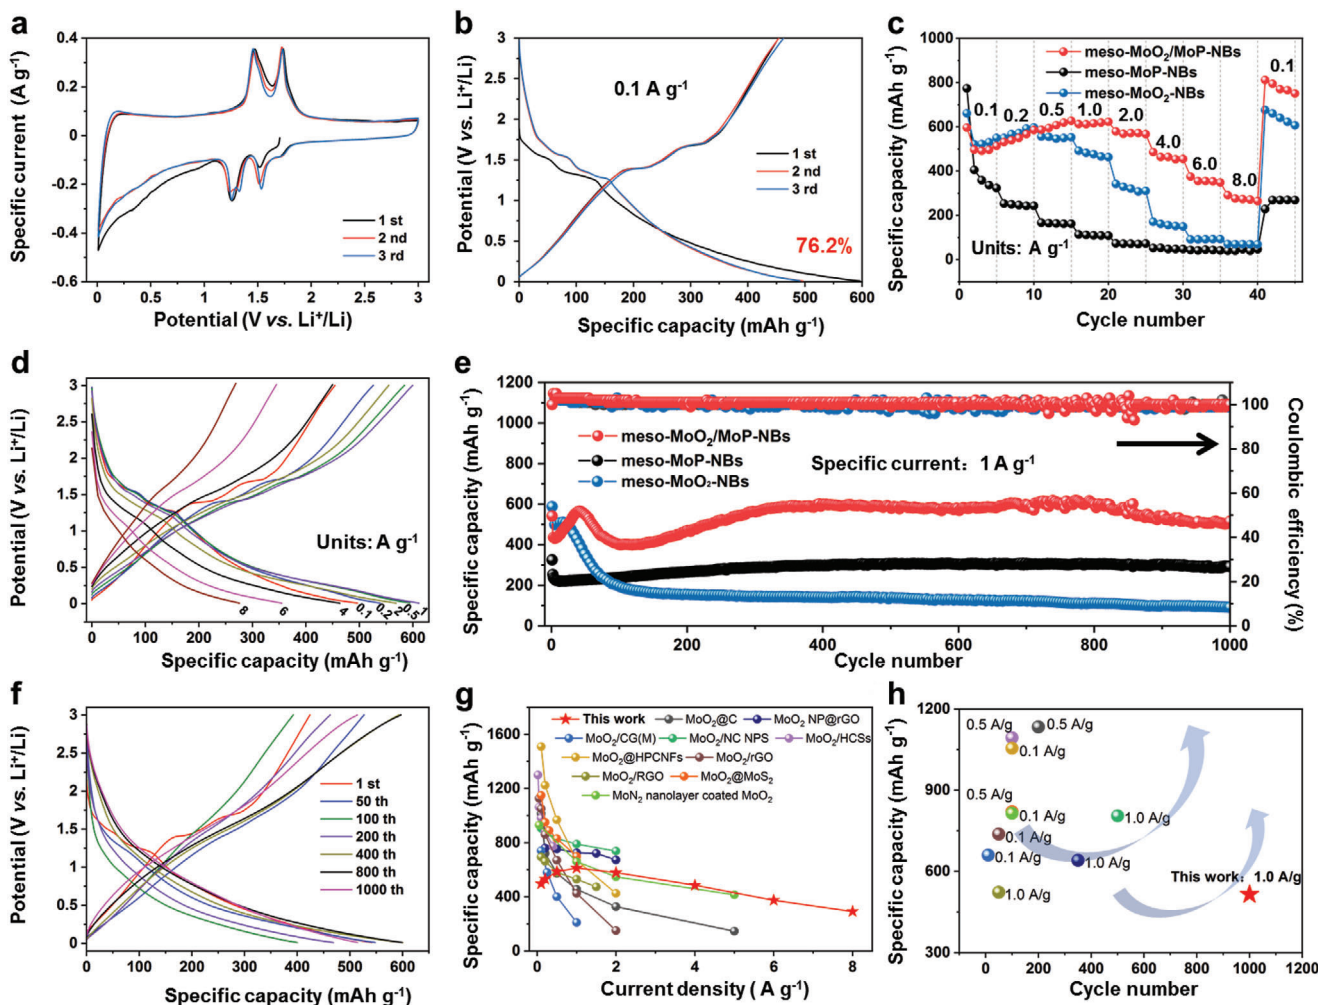 a
Specific current (A g⁻¹)
0.4
0.2
0
-0.2
-0.4
-0.6
1 st
2 nd
3 rd
0
0.5
1
1.5
2
2.5
3
Potential (V vs. Li⁺/Li)
b
Potential (V vs. Li⁺/Li)
3
2.5
2
1.5
1
0.5
0
0.1 A g⁻¹
1 st
2 nd
3 rd
76.2%
0
100
200
300
400
500
600
Specific capacity (mAh g⁻¹)
c
Specific capacity (mAh g⁻¹)
1000
800
600
400
200
0
meso-MoO₂/MoP-NBs
meso-MoP-NBs
meso-MoO₂-NBs
0.1
0.1
0.2
0.5
1.0
2.0
4.0
6.0
8.0
Units: A g⁻¹
0
10
20
30
40
Cycle number
d
Potential (V vs. Li⁺/Li)
3
2.5
2
1.5
1
0.5
0
Units: A g⁻¹
8
6
4
0.1
0.2
2
0.5
1
0
100
200
300
400
500
600
Specific capacity (mAh g⁻¹)
e
Specific capacity (mAh g⁻¹)
1200
1100
1000
900
800
700
600
500
400
300
200
100
0
meso-MoO₂/MoP-NBs
meso-MoP-NBs
meso-MoO₂-NBs
Specific current: 1 A g⁻¹
100
80
60
40
20
0
Coulombic efficiency (%)
0
200
400
600
800
1000
Cycle number
f
Potential (V vs. Li⁺/Li)
3
2.5
2
1.5
1
0.5
0
1 st
50 th
100 th
200 th
400 th
800 th
1000 th
0
100
200
300
400
500
600
Specific capacity (mAh g⁻¹)
g
Specific capacity (mAh g⁻¹)
1600
1400
1200
1000
800
600
400
200
0
This work
MoO₂@C
MoO₂ NP@rGO
MoO₂/CG(M)
MoO₂/NC NPS
MoO₂/HCSs
MoO₂@HPCNFs
MoO₂/rGO
MoO₂/RGO
MoO₂@MoS₂
MoN₂ nanolayer coated MoO₂
0
2
4
6
8
Current density ( A g⁻¹)
h
Specific capacity (mAh g⁻¹)
1200
900
600
300
0.5 A/g
0.5 A/g
0.1 A/g
0.5 A/g
0.1 A/g
1.0 A/g
0.1 A/g
0.1 A/g
1.0 A/g
1.0 A/g
This work: 1.0 A/g
0
200
400
600
800
1000
1200
Cycle number